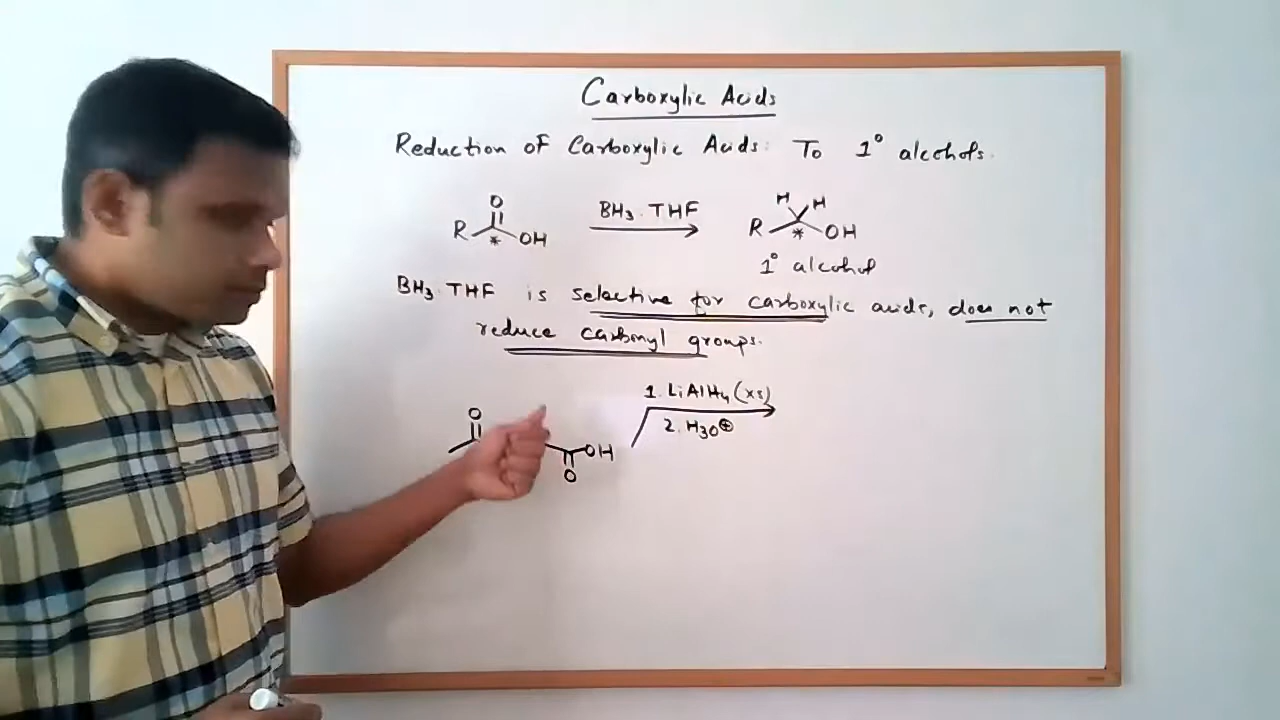 Carboxylic Acids
Reduction of Carboxylic Acids: To 1° alcohols.
O
R * OH
BH3·THF
H H
R * OH
1° alcohol
BH3·THF is selective for carboxylic acids, does not
reduce carbonyl groups.
O
OH
O
1. LiAlH4 (xs)
2. H3O⊕